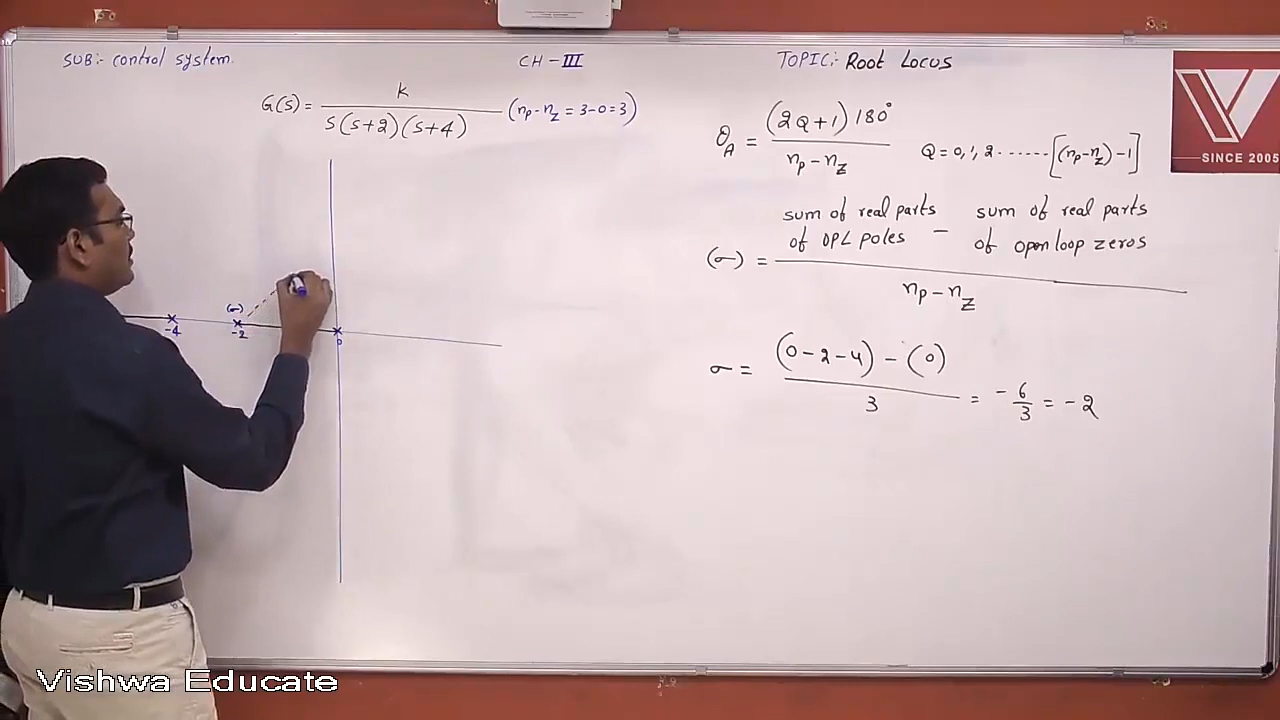 SUB:- control system.
CH-III
TOPIC:- Root Locus
G(s) = K / s(s+2)(s+4) (np-nz = 3-0=3)
θA = (2Q+1)180° / np-nz
Q = 0, 1, 2 ------ [(np-nz)-1]
SINCE 2005
(σ) = sum of real parts of OPL poles - sum of real parts of open loop zeros / np-nz
σ = (0-2-4) - (0) / 3 = -6/3 = -2
(σ)
-4
-2
0
Vishwa Educate